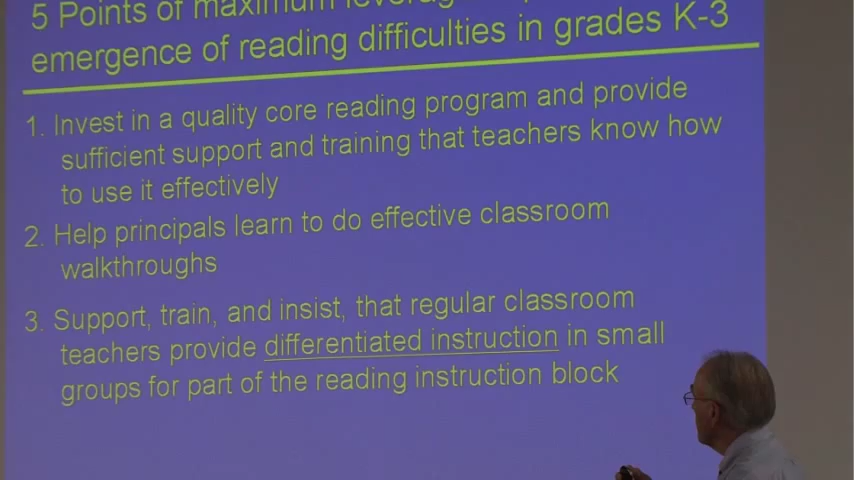 5 Points of maximum
emergence of reading difficulties in grades K-3
1. Invest in a quality core reading program and provide
sufficient support and training that teachers know how
to use it effectively
2. Help principals learn to do effective classroom
walkthroughs
3. Support, train, and insist, that regular classroom
teachers provide differentiated instruction in small
groups for part of the reading instruction block